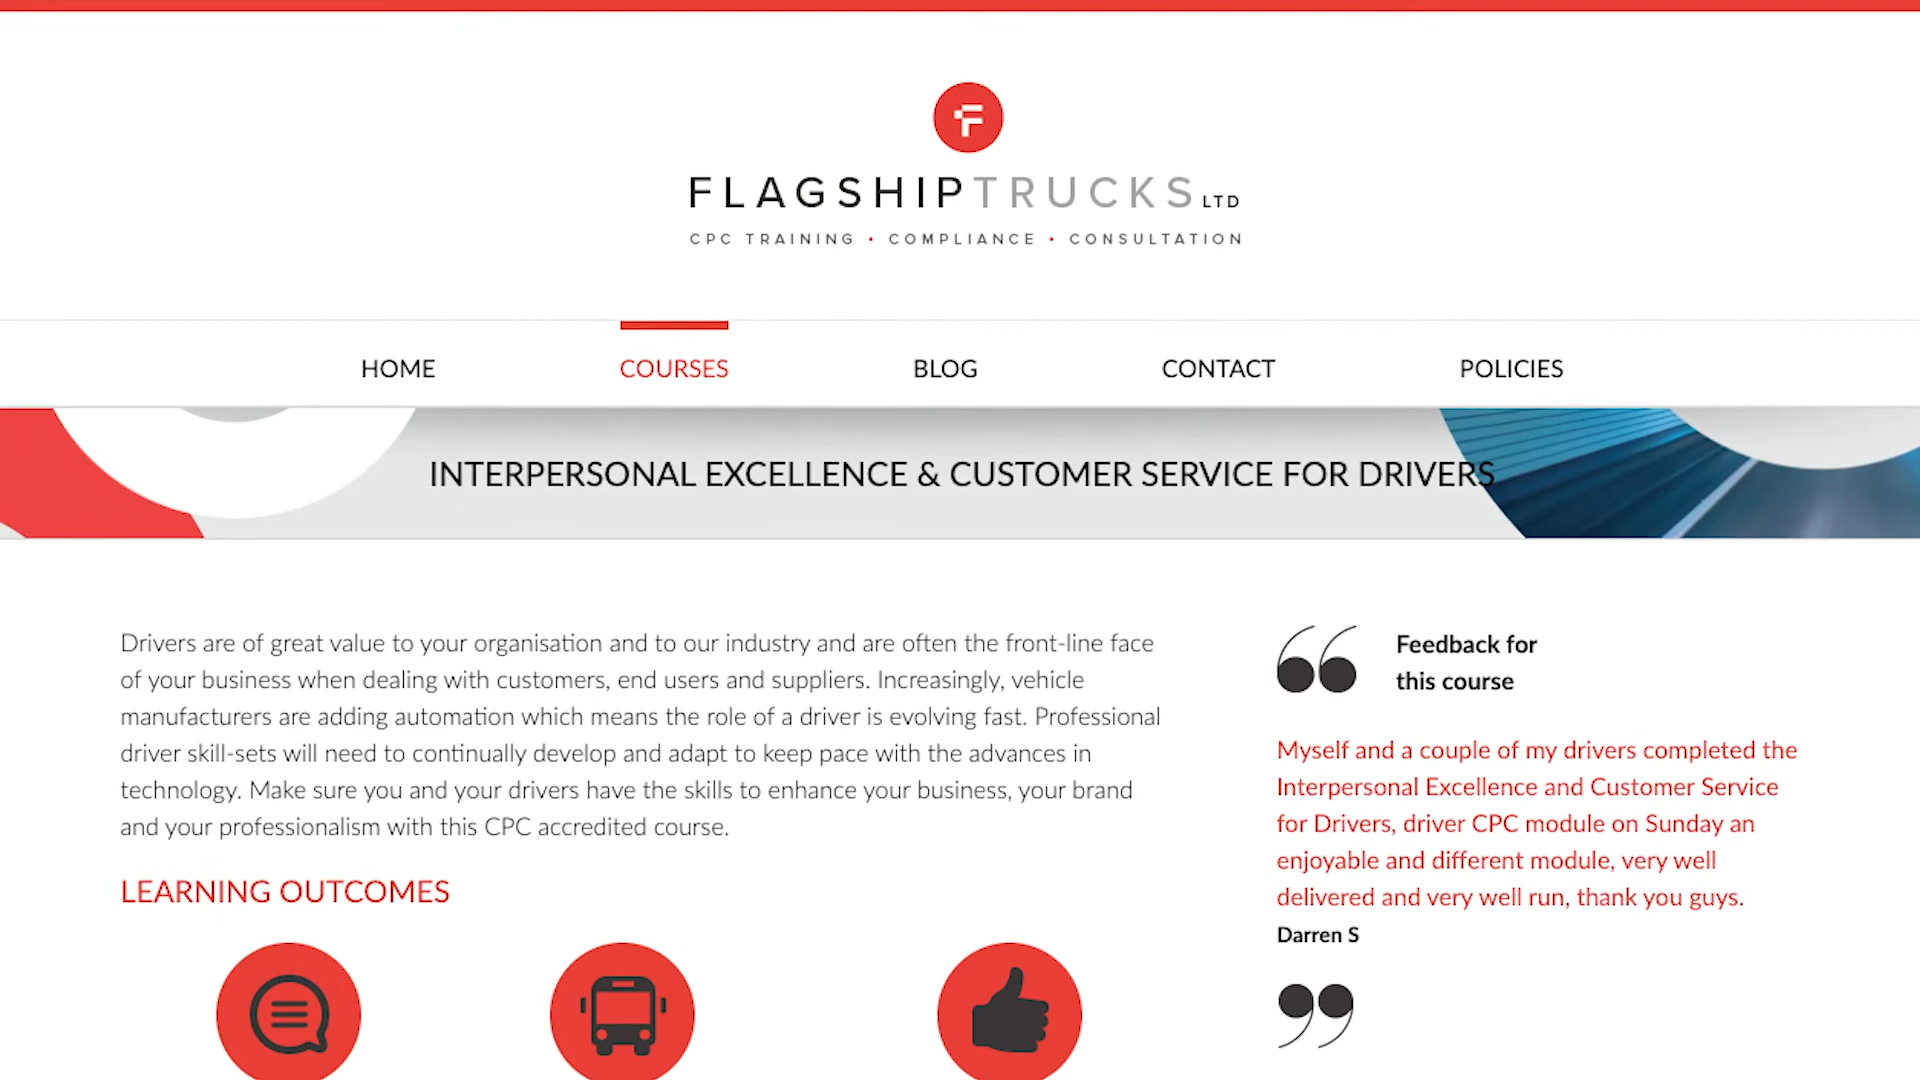 FLAGSHIPTRUCKS LTD
CPC TRAINING • COMPLIANCE • CONSULTATION
HOME COURSES BLOG CONTACT POLICIES
INTERPERSONAL EXCELLENCE & CUSTOMER SERVICE FOR DRIVERS
Drivers are of great value to your organisation and to our industry and are often the front-line face
of your business when dealing with customers, end users and suppliers. Increasingly, vehicle
manufacturers are adding automation which means the role of a driver is evolving fast. Professional
driver skill-sets will need to continually develop and adapt to keep pace with the advances in
technology. Make sure you and your drivers have the skills to enhance your business, your brand
and your professionalism with this CPC accredited course.
LEARNING OUTCOMES
Feedback for
this course
Myself and a couple of my drivers completed the
Interpersonal Excellence and Customer Service
for Drivers, driver CPC module on Sunday an
enjoyable and different module, very well
delivered and very well run, thank you guys.
Darren S